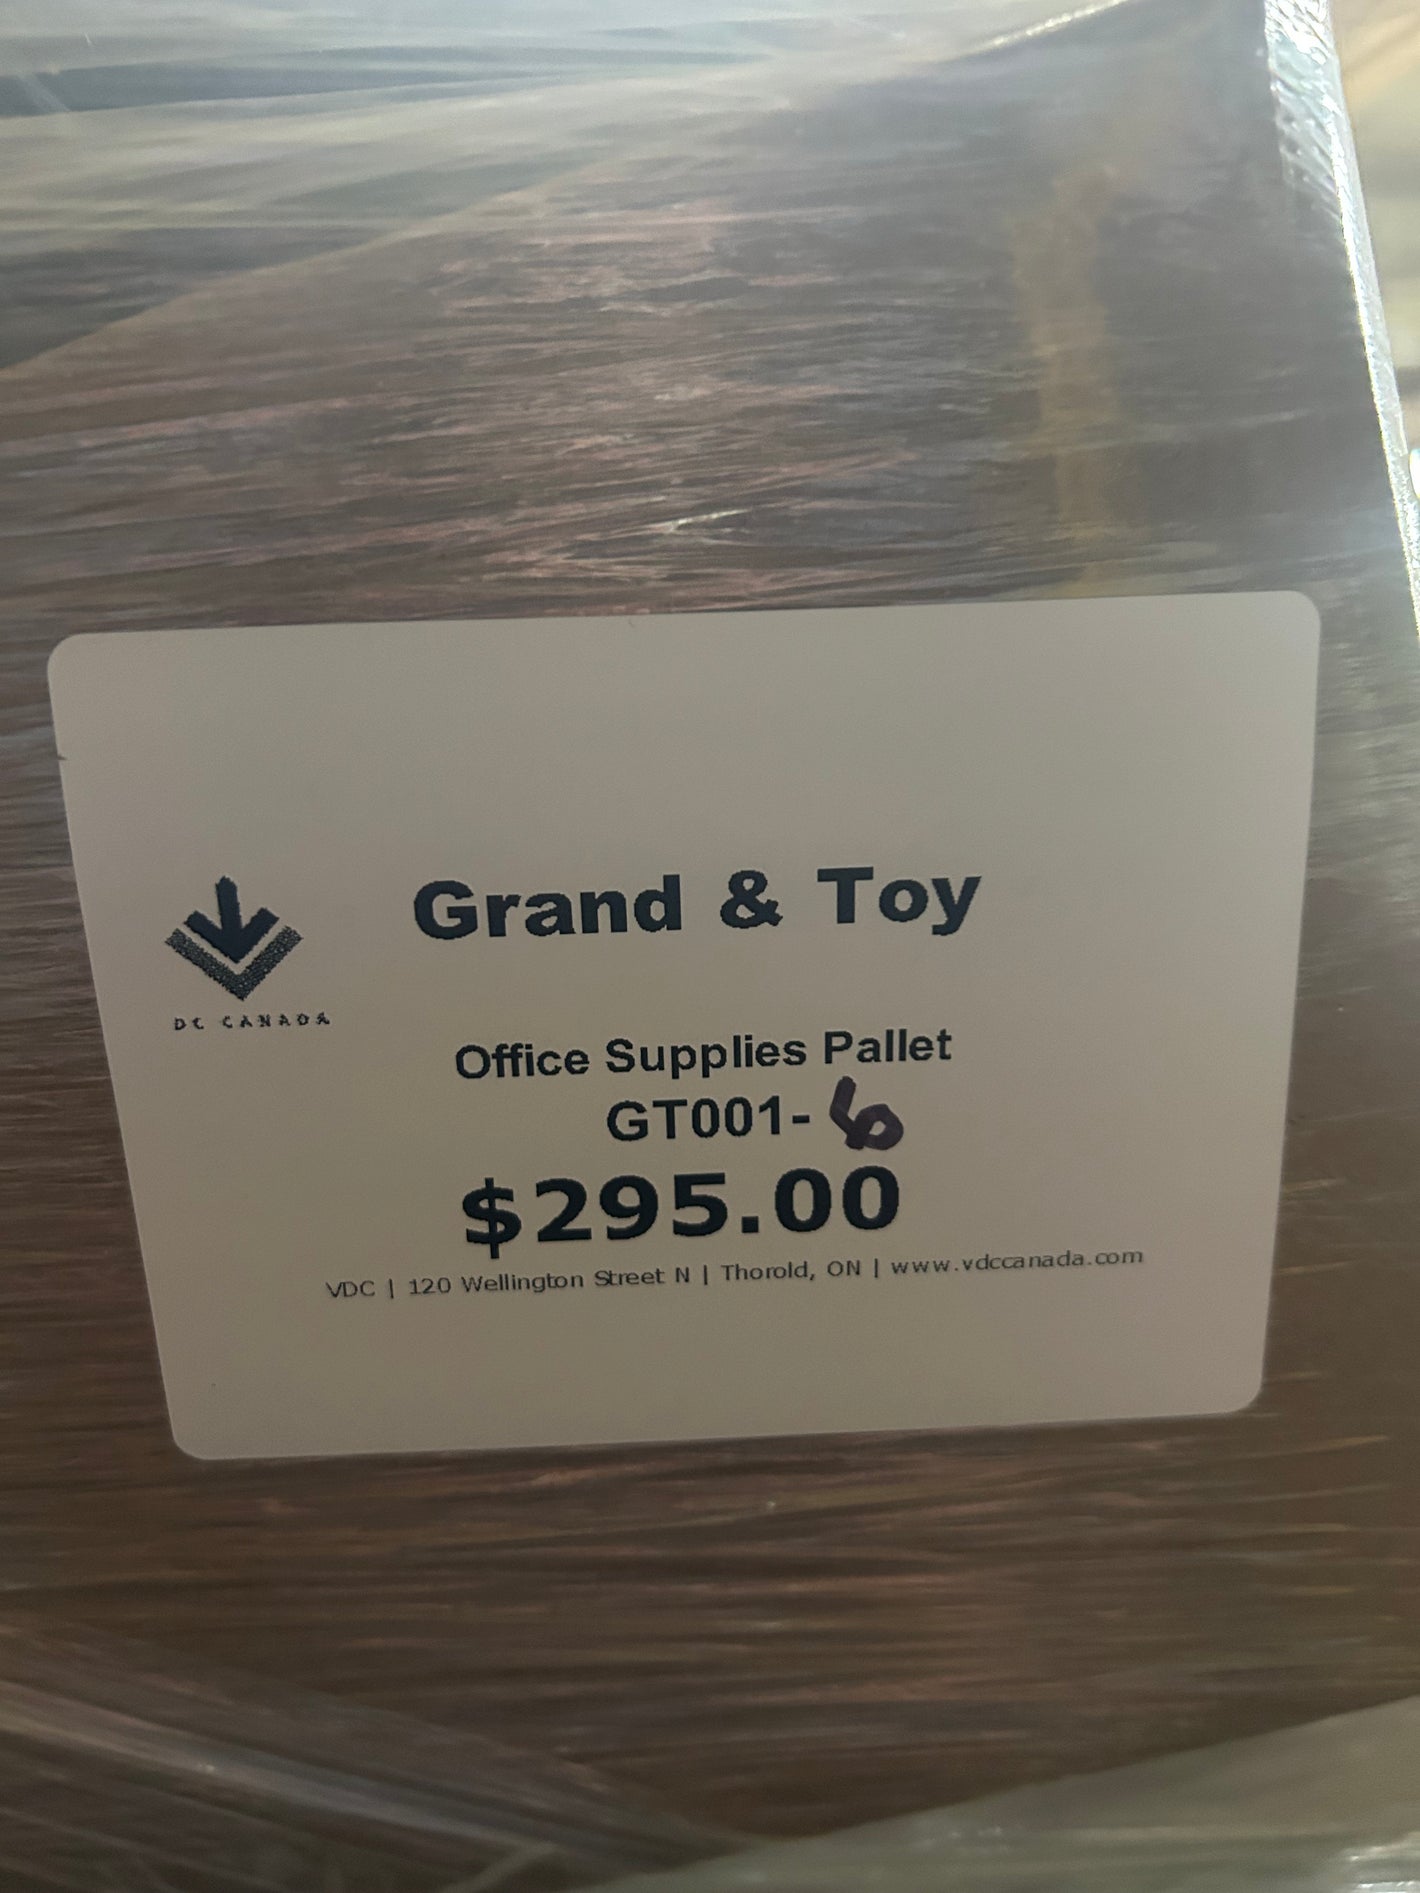 Grand & Toy
DC CANADA
Office Supplies Pallet
GT001-6
$295.00
VDC | 120 Wellington Street N | Thorold, ON | www.vdccanada.com